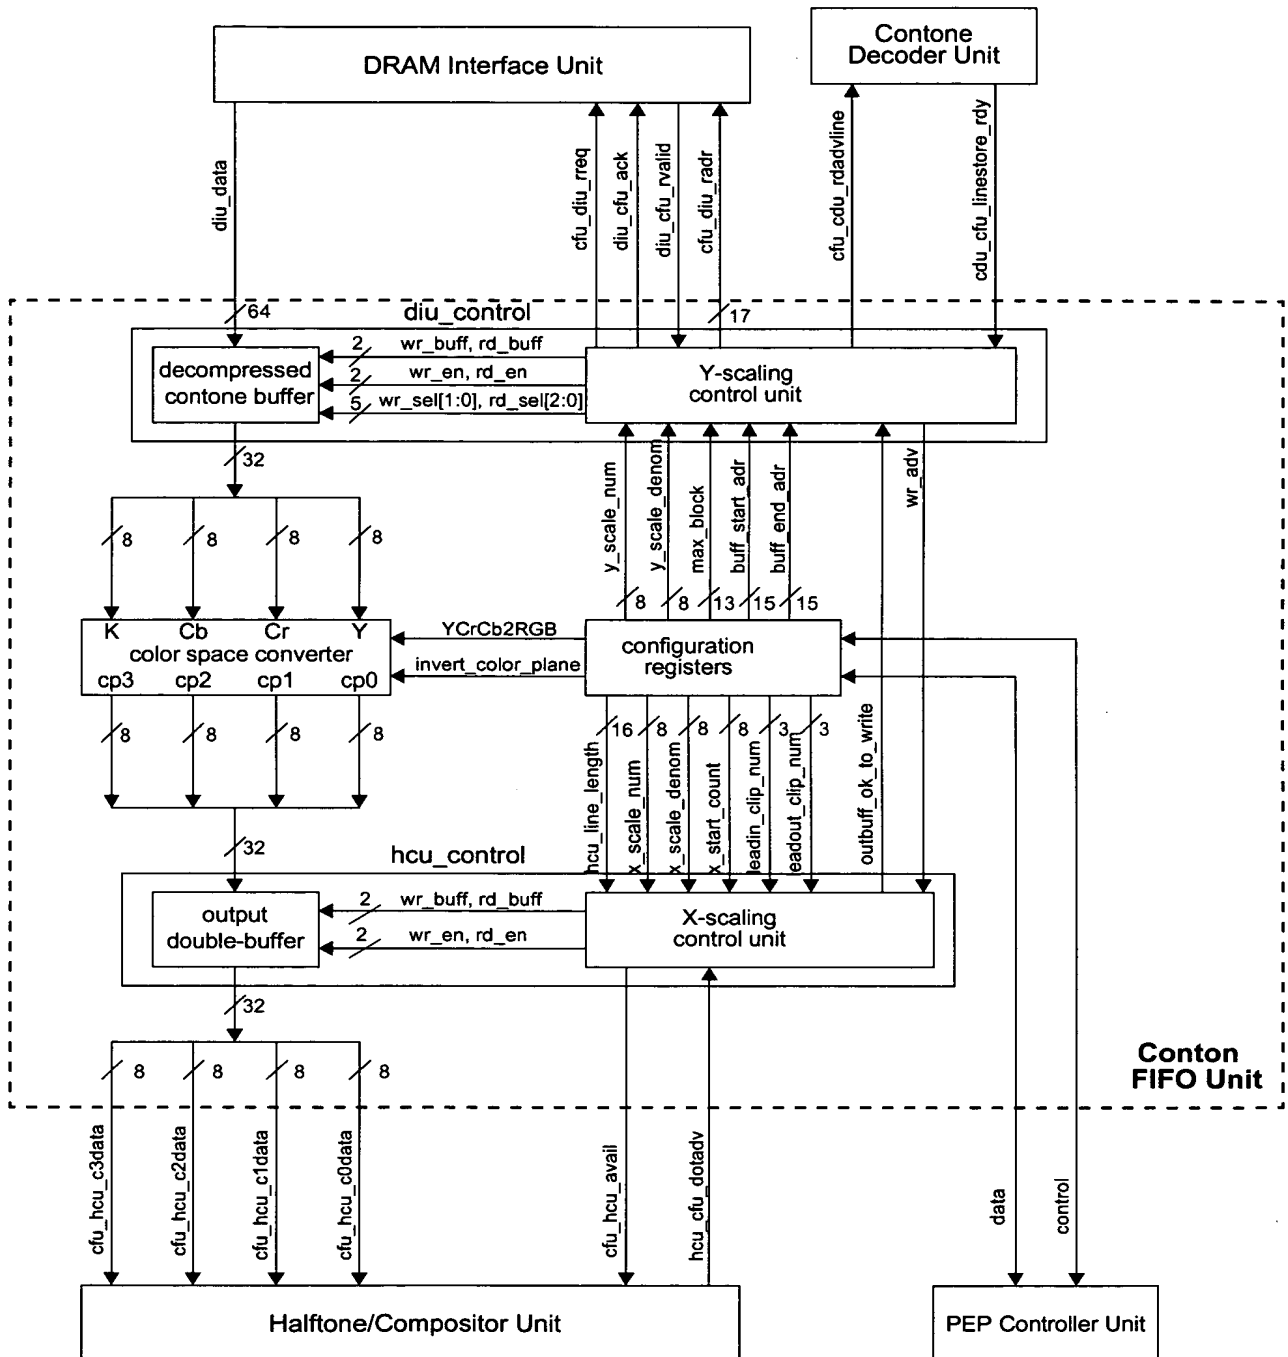 DRAM Interface Unit
Contone
Decoder Unit
diu_data
cfu_diu_rreq
diu_cfu_ack
diu_cfu_rvalid
cfu_diu_radr
cfu_cdu_rdadvline
cdu_cfu_linestore_rdy
64
diu_control
17
decompressed
contone buffer
2
wr_buff, rd_buff
2
wr_en, rd_en
5
wr_sel[1:0], rd_sel[2:0]
Y-scaling
control unit
32
8
8
8
8
y_scale_num
y_scale_denom
max_block
buff_start_adr
buff_end_adr
wr_adv
8
8
13
15
15
K
Cb
Cr
Y
color space converter
cp3
cp2
cp1
cp0
YCrCb2RGB
invert_color_plane
configuration
registers
8
8
8
8
16
8
8
8
3
3
hcu_line_length
x_scale_num
x_scale_denom
x_start_count
leadin_clip_num
leadout_clip_num
outbuff_ok_to_write
32
hcu_control
output
double-buffer
2
wr_buff, rd_buff
2
wr_en, rd_en
X-scaling
control unit
32
8
8
8
8
Conton
FIFO Unit
cfu_hcu_c3data
cfu_hcu_c2data
cfu_hcu_c1data
cfu_hcu_c0data
cfu_hcu_avail
hcu_cfu_dotadv
data
control
Halftone/Compositor Unit
PEP Controller Unit